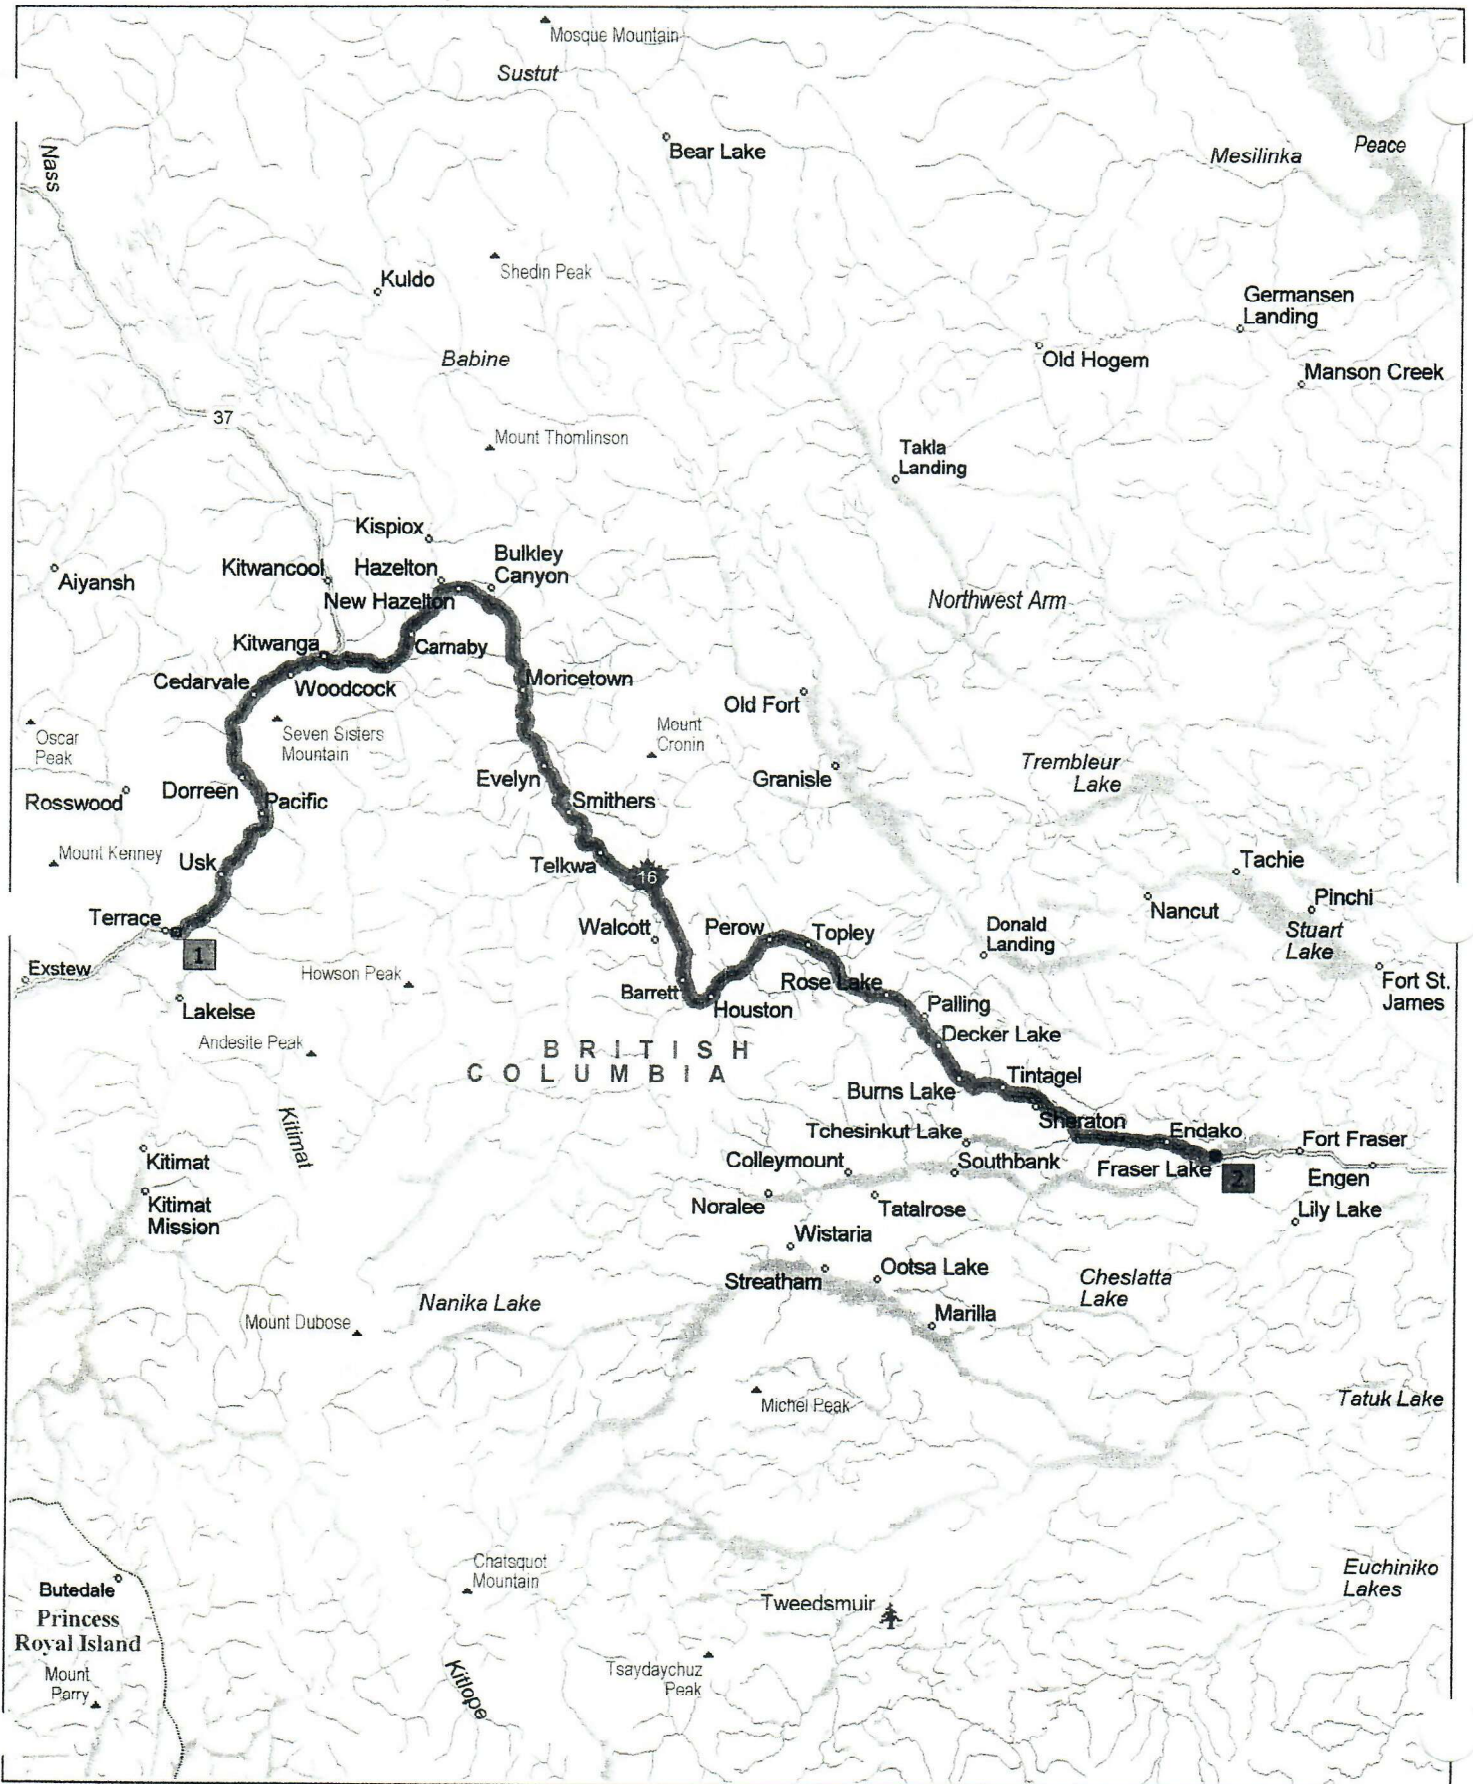 Mosque Mountain
Sustut
Bear Lake
Nass
Mesilinka
Peace
Kuldo
Shedin Peak
Germansen
Landing
Babine
Old Hogem
Manson Creek
37
Mount Thomlinson
Takla
Landing
Kispiox
Bulkley
Canyon
Aiyansh
Kitwancool
Hazelton
New Hazelton
Northwest Arm
Kitwanga
Carnaby
Cedarvale
Woodcock
Moricetown
Old Fort
Oscar
Peak
Seven Sisters
Mountain
Mount
Cronin
Trembleur
Lake
Evelyn
Granisle
Rosswood
Dorreen
Pacific
Smithers
Mount Kenney
Usk
Telkwa
16
Tachie
Pinchi
Nancut
Terrace
Walcott
Perow
Topley
Donald
Landing
Stuart
Lake
1
Exstew
Howson Peak
Rose Lake
Barrett
Houston
Palling
Fort St.
James
Lakelse
Andesite Peak
Decker Lake
BRITISH
COLUMBIA
Burns Lake
Tintagel
Kitimat
Sheraton
Tchesinkut Lake
Endako
Fort Fraser
Kitimat
Colleymount
Southbank
Fraser Lake
2
Engen
Kitimat
Mission
Noralee
Tatalrose
Lily Lake
Wistaria
Streatham
Ootsa Lake
Cheslatta
Lake
Nanika Lake
Marilla
Mount Dubose
Michel Peak
Tatuk Lake
Chatsquot
Mountain
Euchiniko
Lakes
Butedale
Princess
Royal Island
Tweedsmuir
Mount
Parry
Kitlope
Tsaydaychuz
Peak